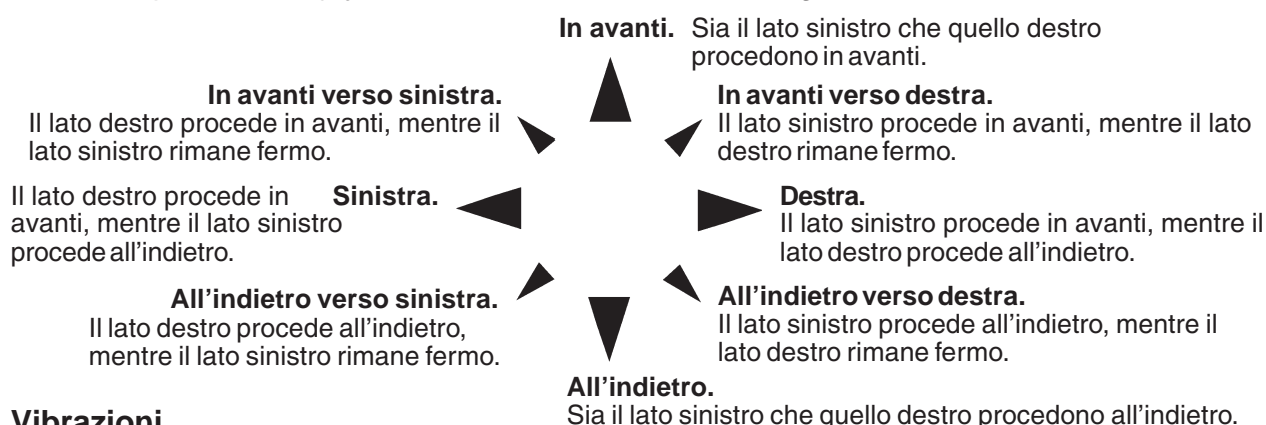 In avanti. Sia il lato sinistro che quello destro
procedono in avanti.
In avanti verso sinistra.
Il lato destro procede in avanti, mentre il
lato sinistro rimane fermo.
In avanti verso destra.
Il lato sinistro procede in avanti, mentre il lato
destro rimane fermo.
Il lato destro procede in Sinistra.
avanti, mentre il lato sinistro
procede all'indietro.
Destra.
Il lato sinistro procede in avanti, mentre il
lato destro procede all'indietro.
All'indietro verso sinistra.
Il lato destro procede all'indietro,
mentre il lato sinistro rimane fermo.
All'indietro verso destra.
Il lato sinistro procede all'indietro, mentre il
lato destro rimane fermo.
All'indietro.
Sia il lato sinistro che quello destro procedono all'indietro.
Vibrazioni